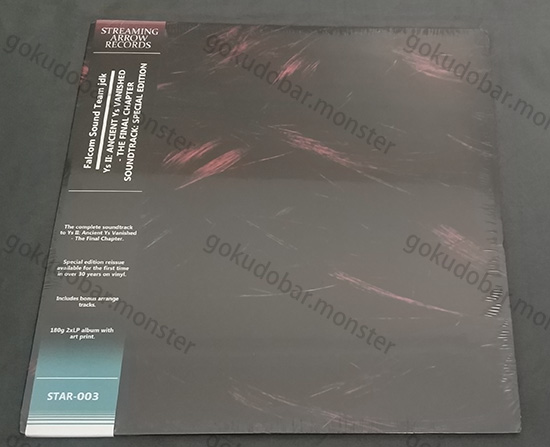 STREAMING
ARROW
RECORDS
Falcom Sound Team jdk
Ys II: ANCIENT Ys VANISHED
- THE FINAL CHAPTER
SOUNDTRACK: SPECIAL EDITION
The complete soundtrack
to Ys II: Ancient Ys Vanished
- The Final Chapter.
Special edition reissue
available for the first time
in over 30 years on vinyl.
Includes bonus arrange
tracks.
180g 2xLP album with
art print.
STAR-003
gokudobar.monster
gokudobar.monster
gokudobar.monster
gokudobar.monster
gokudobar.monster